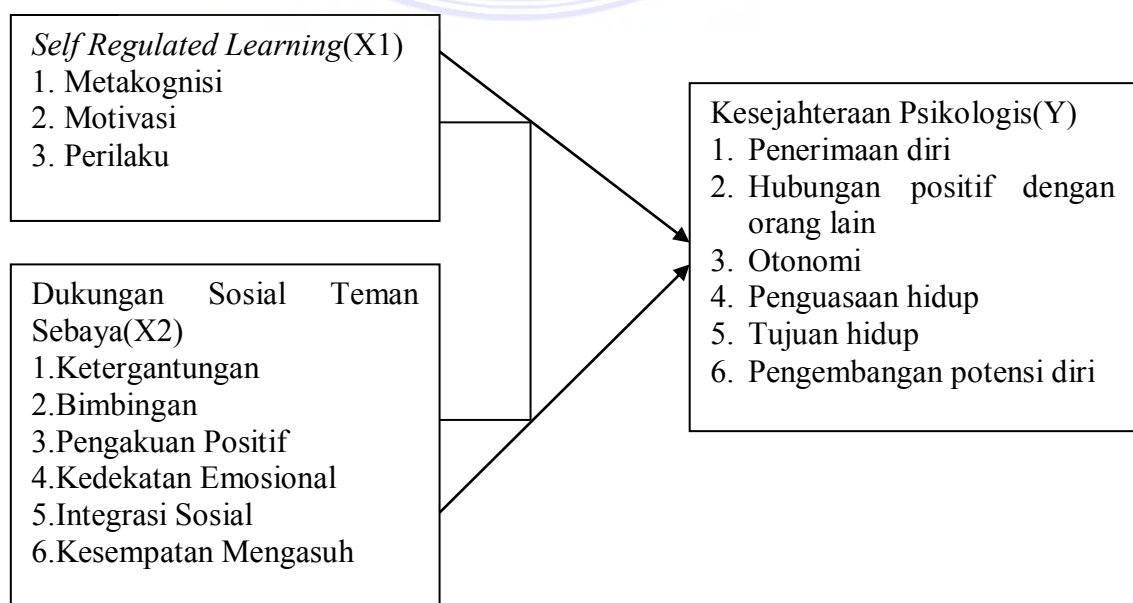 Self Regulated Learning(X1)
1. Metakognisi
2. Motivasi
3. Perilaku
Dukungan Sosial Teman
Sebaya(X2)
1.Ketergantungan
2.Bimbingan
3.Pengakuan Positif
4.Kedekatan Emosional
5.Integrasi Sosial
6.Kesempatan Mengasuh
Kesejahteraan Psikologis(Y)
1. Penerimaan diri
2. Hubungan positif dengan
orang lain
3. Otonomi
4. Penguasaan hidup
5. Tujuan hidup
6. Pengembangan potensi diri